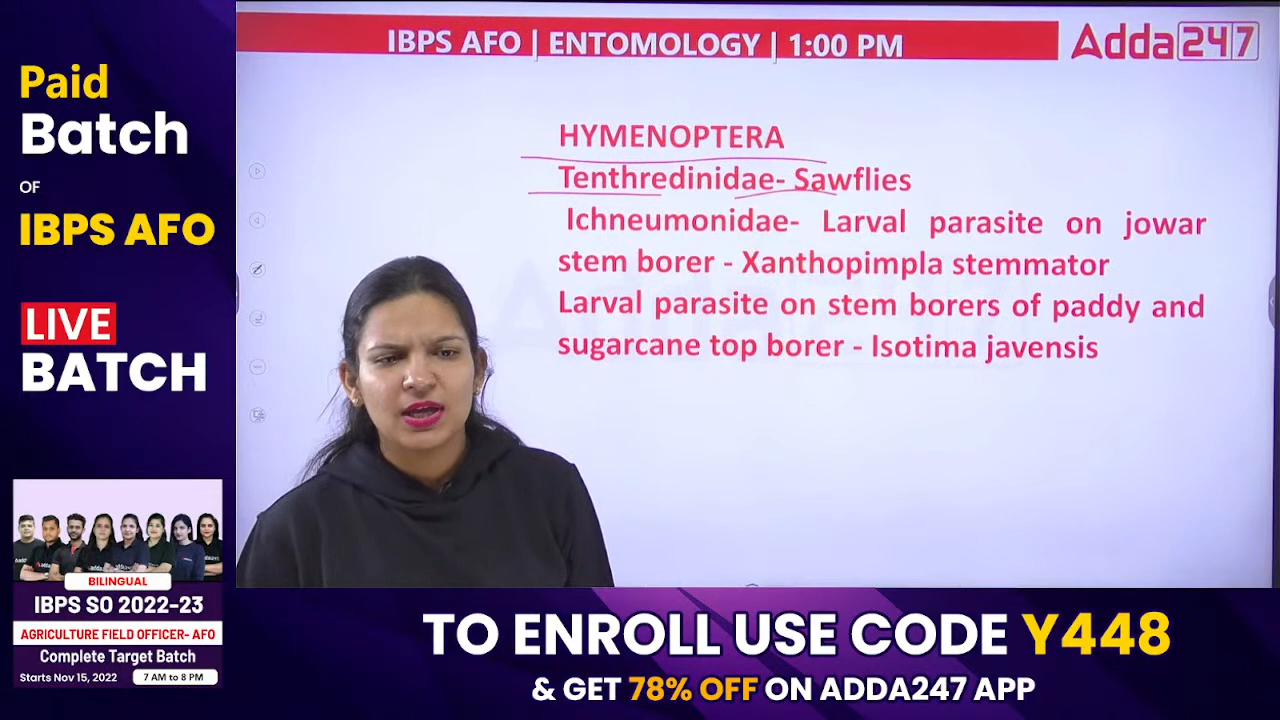 Paid
Batch
OF
IBPS AFO
LIVE
BATCH
BILINGUAL
IBPS SO 2022-23
AGRICULTURE FIELD OFFICER- AFO
Complete Target Batch
Starts Nov 15, 2022
7 AM to 8 PM
IBPS AFO | ENTOMOLOGY | 1:00 PM
Adda247
HYMENOPTERA
Tenthredinidae- Sawflies
Ichneumonidae- Larval parasite on jowar
stem borer - Xanthopimpla stemmator
Larval parasite on stem borers of paddy and
sugarcane top borer - Isotima javensis
TO ENROLL USE CODE Y448
& GET 78% OFF ON ADDA247 APP